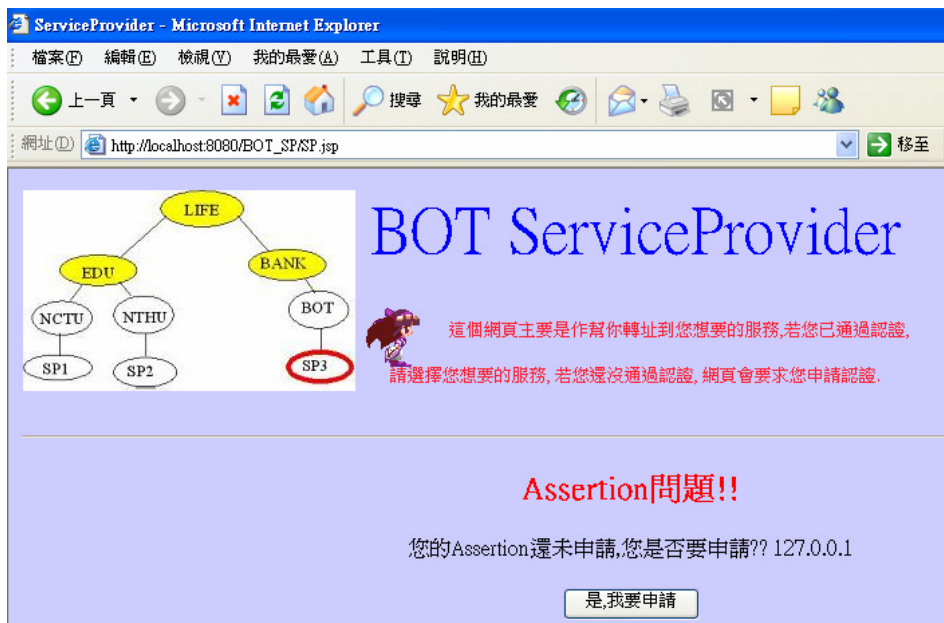 ServiceProvider - Microsoft Internet Explorer
檔案(F) 編輯(E) 檢視(V) 我的最愛(A) 工具(T) 說明(H)
上一頁 搜尋 我的最愛
網址(D) http://localhost:8080/BOT_SP/SP.jsp 移至
LIFE
EDU BANK
NCTU NTHU BOT
SP1 SP2 SP3
BOT ServiceProvider
這個網頁主要是作幫你轉址到您想要的服務,若您已通過認證,
請選擇您想要的服務, 若您還沒通過認證, 網頁會要求您申請認證.
Assertion問題!!
您的Assertion還未申請,您是否要申請?? 127.0.0.1
是,我要申請